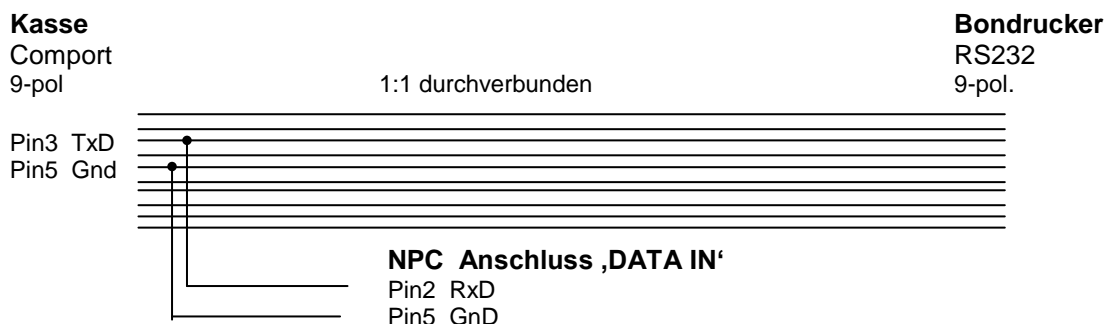 Kasse
Bondrucker
Comport
RS232
9-pol
1:1 durchverbunden
9-pol.
Pin3 TxD
Pin5 Gnd
NPC Anschluss ‚DATA IN‘
Pin2 RxD
Pin5 GnD